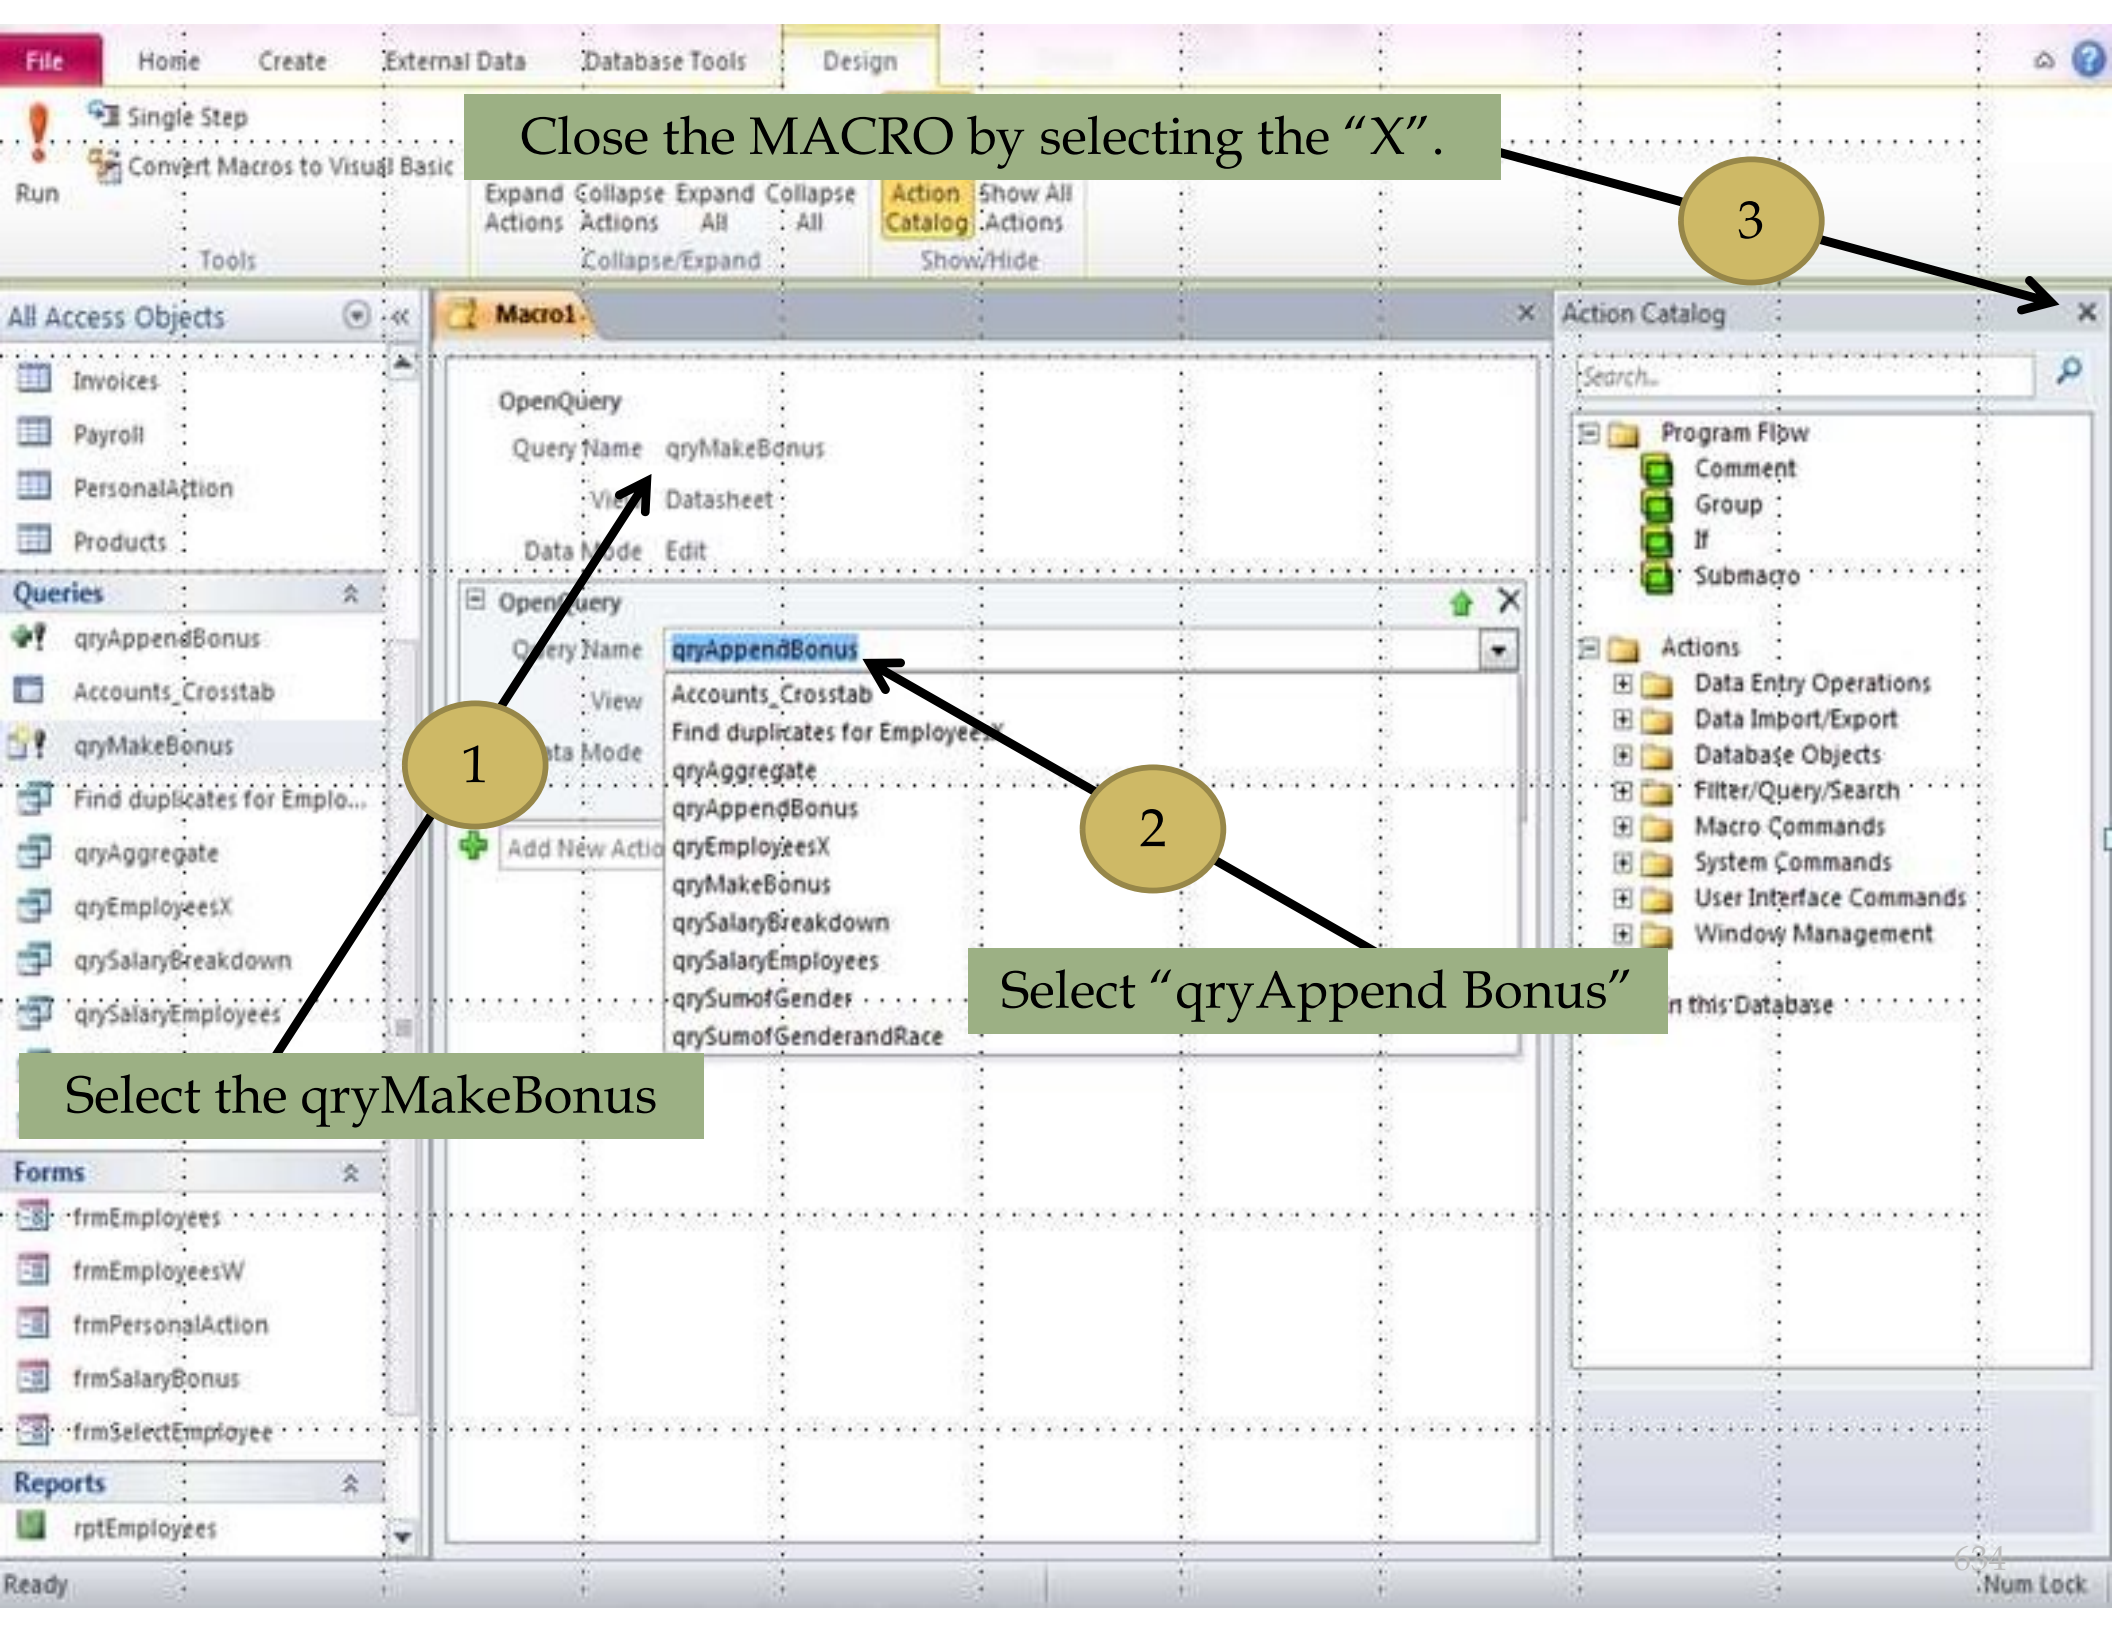 File Home Create External Data Database Tools Design
Close the MACRO by selecting the “X”.
Single Step
Convert Macros to Visual Basic
Run
Expand Actions Collapse Actions Expand All Collapse All Action Catalog Show All Actions
Tools Collapse/Expand Show/Hide
3
All Access Objects
Invoices
Payroll
PersonalAction
Products
Queries
qryAppendBonus
Accounts_Crosstab
qryMakeBonus
Find duplicates for Emplo...
qryAggregate
qryEmployeesX
qrySalaryBreakdown
qrySalaryEmployees
Select the qryMakeBonus
Forms
frmEmployees
frmEmployeesW
frmPersonalAction
frmSalaryBonus
frmSelectEmployee
Reports
rptEmployees
Macro1
OpenQuery
Query Name qryMakeBonus
View Datasheet
Data Mode Edit
OpenQuery
Query Name qryAppendBonus
View
Data Mode
1
Add New Actio
Accounts_Crosstab
Find duplicates for EmployeesX
qryAggregate
qryAppendBonus
qryEmployeesX
qryMakeBonus
qrySalaryBreakdown
qrySalaryEmployees
qrySumofGender
qrySumofGenderandRace
2
Select “qryAppend Bonus”
Action Catalog
Search...
Program Flow
Comment
Group
If
Submacro
Actions
Data Entry Operations
Data Import/Export
Database Objects
Filter/Query/Search
Macro Commands
System Commands
User Interface Commands
Window Management
n this Database
634
Ready Num Lock